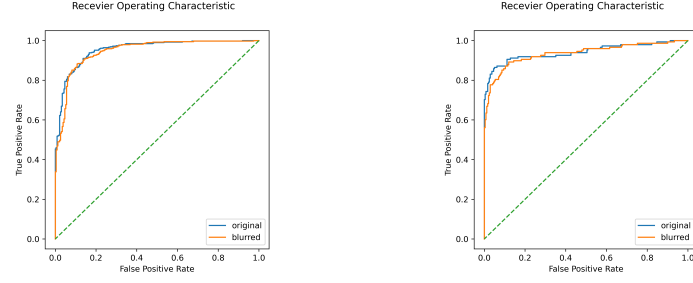 Recevier Operating Characteristic
1.0
0.8
0.6
0.4
0.2
0.0
True Positive Rate
0.0 0.2 0.4 0.6 0.8 1.0
False Positive Rate
original
blurred
Recevier Operating Characteristic
1.0
0.8
0.6
0.4
0.2
0.0
True Positive Rate
0.0 0.2 0.4 0.6 0.8 1.0
False Positive Rate
original
blurred